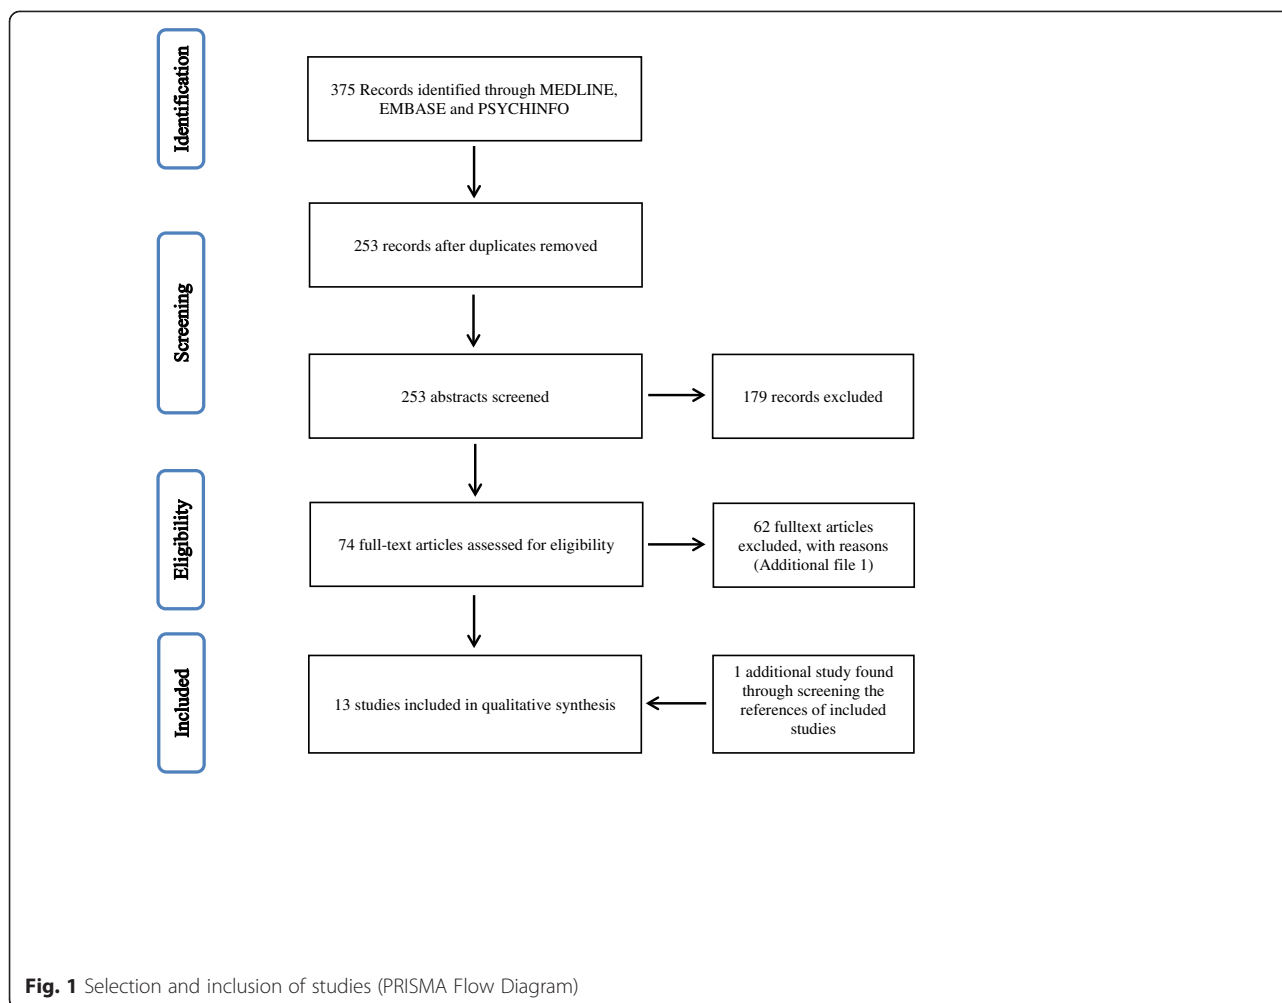 Identification
375 Records identified through MEDLINE,
EMBASE and PSYCHINFO
Screening
253 records after duplicates removed
253 abstracts screened
179 records excluded
Eligibility
74 full-text articles assessed for eligibility
62 fulltext articles
excluded, with reasons
(Additional file 1)
Included
13 studies included in qualitative synthesis
1 additional study found
through screening the
references of included
studies
Fig. 1 Selection and inclusion of studies (PRISMA Flow Diagram)